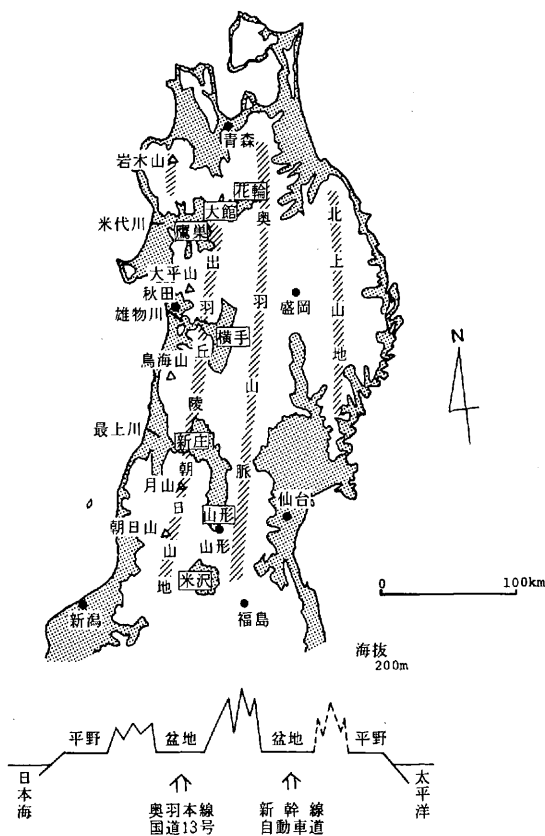 青森
岩木山
花輪
大館
米代川
鷹巣
奥羽山脈
北上山地
大平山
出羽丘陵
秋田
盛岡
雄物川
横手
N
鳥海山
最上川
新庄
朝日山地
月山
仙台
山形
朝日山
山形
米沢
0 100km
新潟
福島
海抜
200m
平野 盆地 盆地 平野
日本海
太平洋
奥羽本線
国道13号
新幹線
自動車道